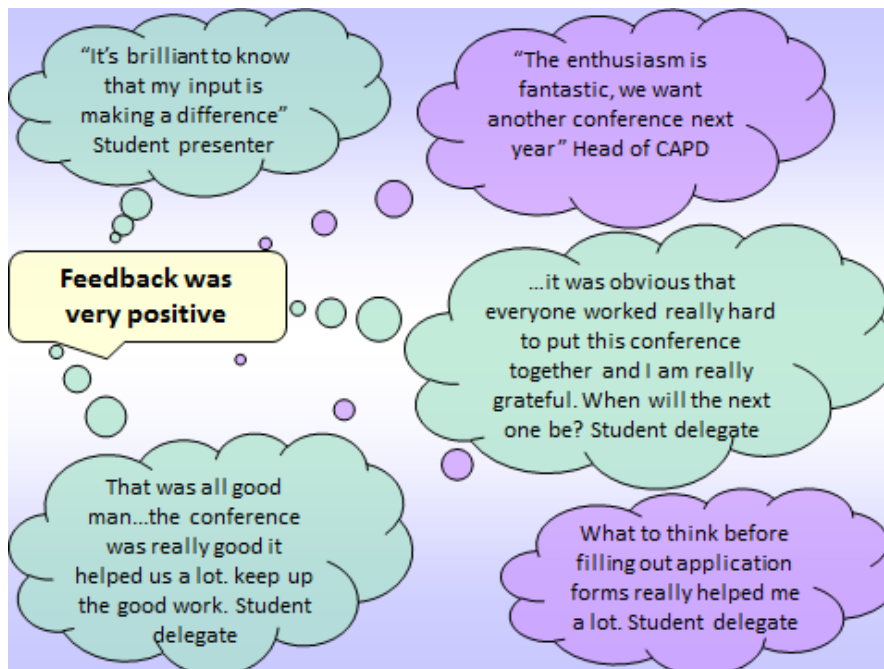 “It’s brilliant to know
that my input is
making a difference”
Student presenter
“The enthusiasm is
fantastic, we want
another conference next
year” Head of CAPD
Feedback was
very positive
...it was obvious that
everyone worked really hard
to put this conference
together and I am really
grateful. When will the next
one be? Student delegate
That was all good
man...the conference
was really good it
helped us a lot. keep up
the good work. Student
delegate
What to think before
filling out application
forms really helped me
a lot. Student delegate